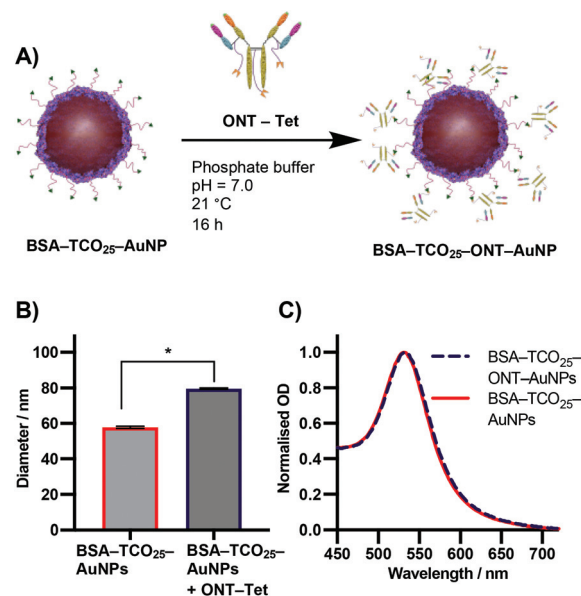 A)
ONT – Tet
Phosphate buffer
pH = 7.0
21 °C
16 h
BSA–TCO25–AuNP
BSA–TCO25–ONT–AuNP
B)
*
100
80
60
40
20
0
Diameter / nm
BSA–TCO25–
AuNPs
BSA–TCO25–
AuNPs
+ ONT–Tet
C)
BSA–TCO25–
ONT–AuNPs
BSA–TCO25–
AuNPs
1.0
0.8
0.6
0.4
0.2
0.0
Normalised OD
450 500 550 600 650 700
Wavelength / nm